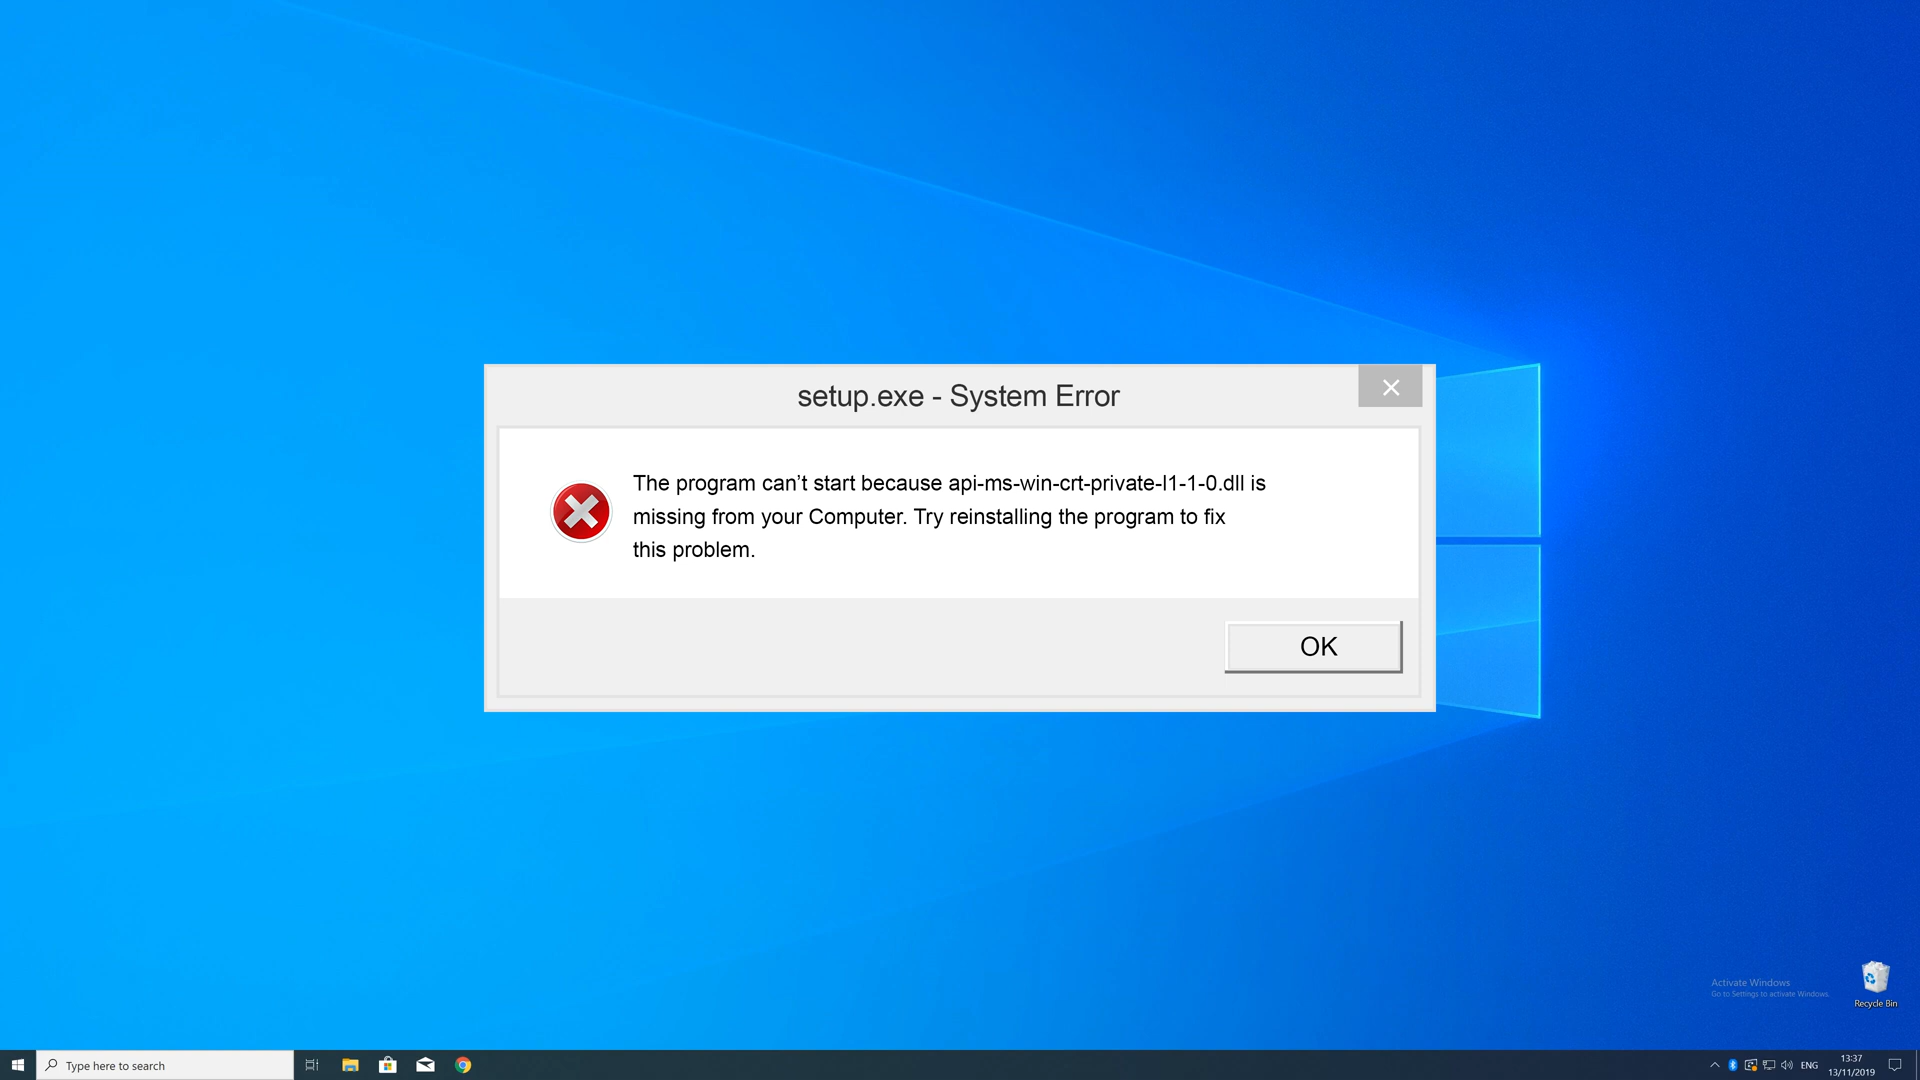 setup.exe - System Error
The program can’t start because api-ms-win-crt-private-l1-1-0.dll is
missing from your Computer. Try reinstalling the program to fix
this problem.
OK
Activate Windows
Go to Settings to activate Windows.
Recycle Bin
Type here to search
ENG
13:37
13/11/2019